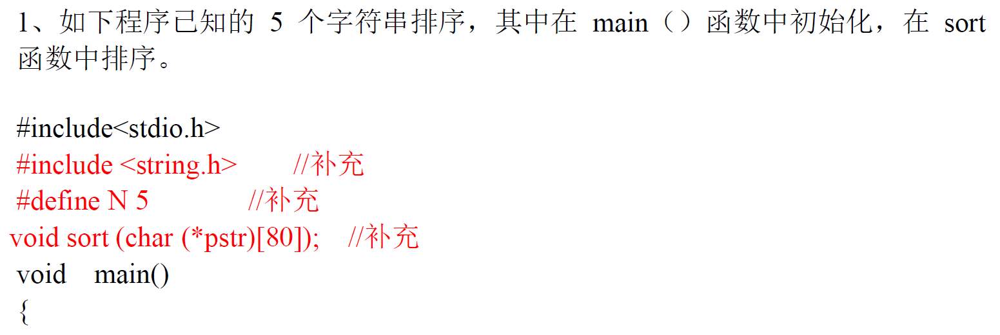 1、如下程序已知的 5 个字符串排序，其中在 main（）函数中初始化，在 sort
函数中排序。
#include<stdio.h>
#include <string.h> //补充
#define N 5 //补充
void sort (char (*pstr)[80]); //补充
void main()
{